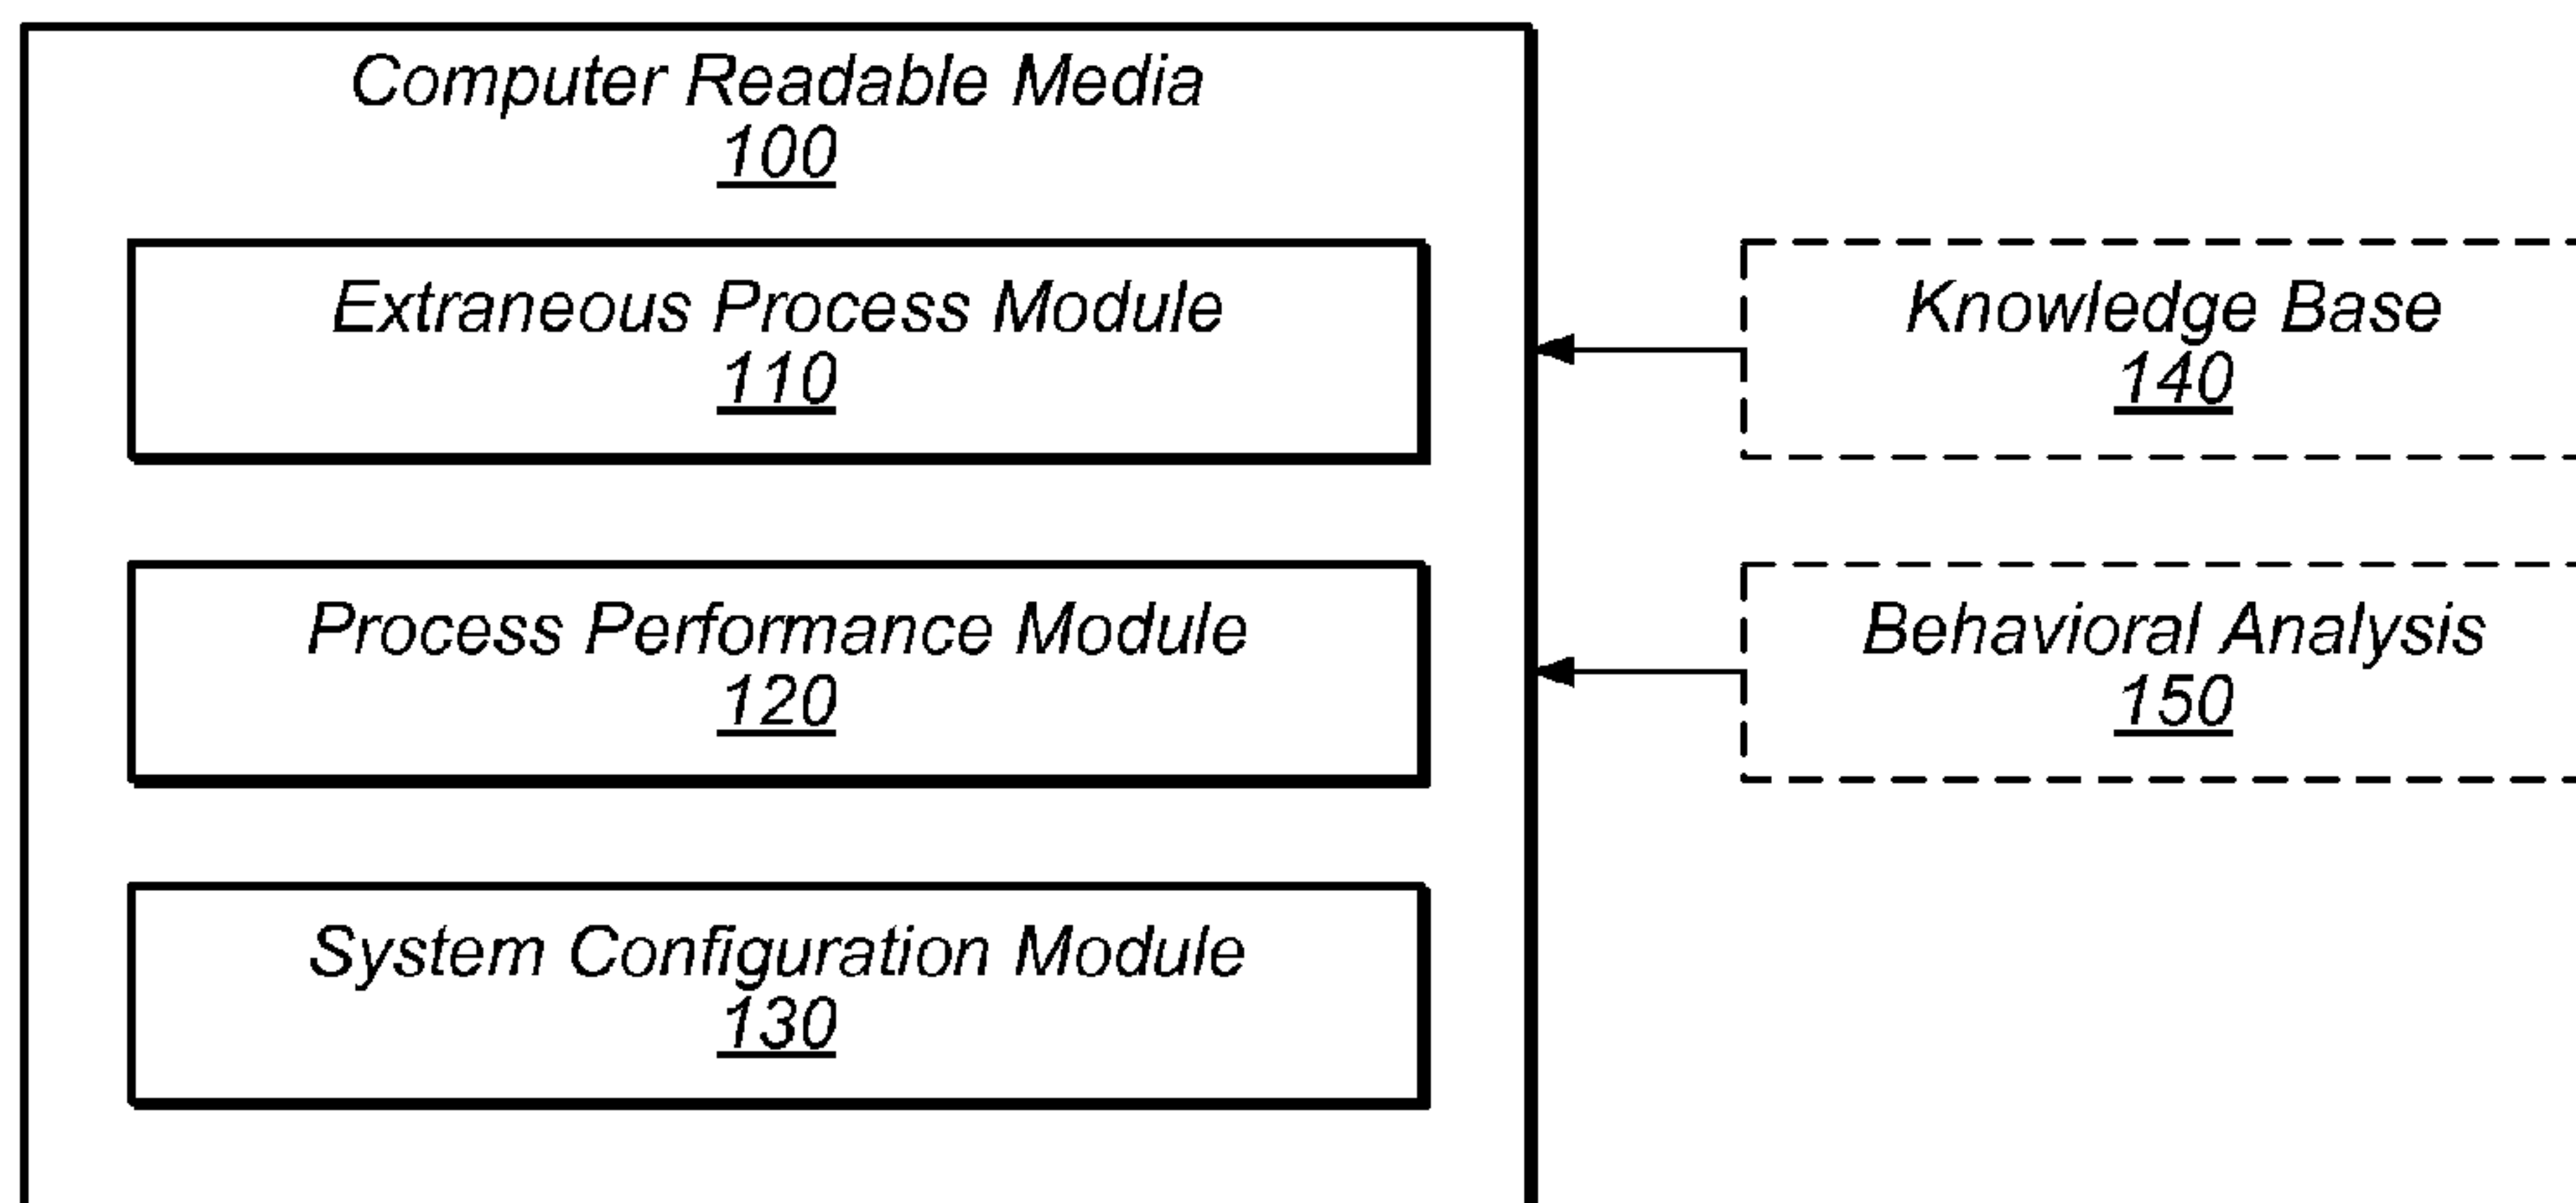 Computer Readable Media
100
Extraneous Process Module
110
Knowledge Base
140
Process Performance Module
120
Behavioral Analysis
150
System Configuration Module
130